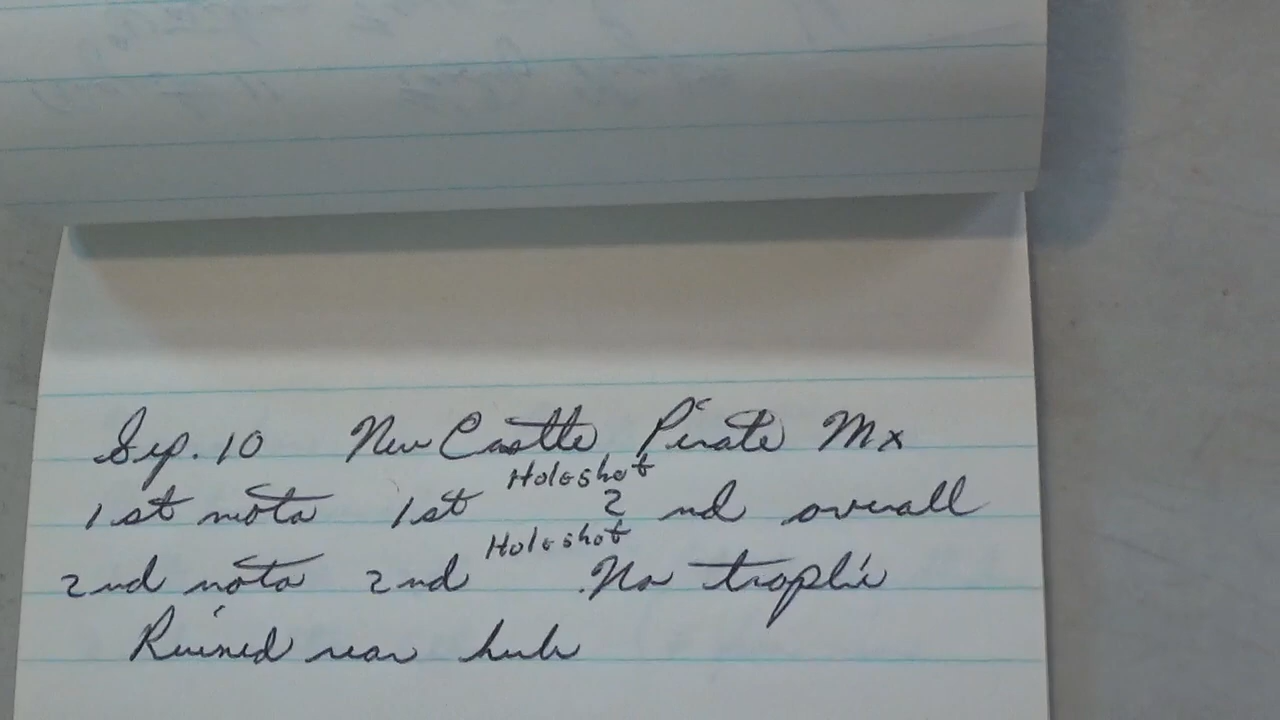 Sep. 10 New Castle Pirate Mx
Holeshot
1st moto 1st 2nd overall
Holeshot
2nd moto 2nd No trophie
Ruined rear hub